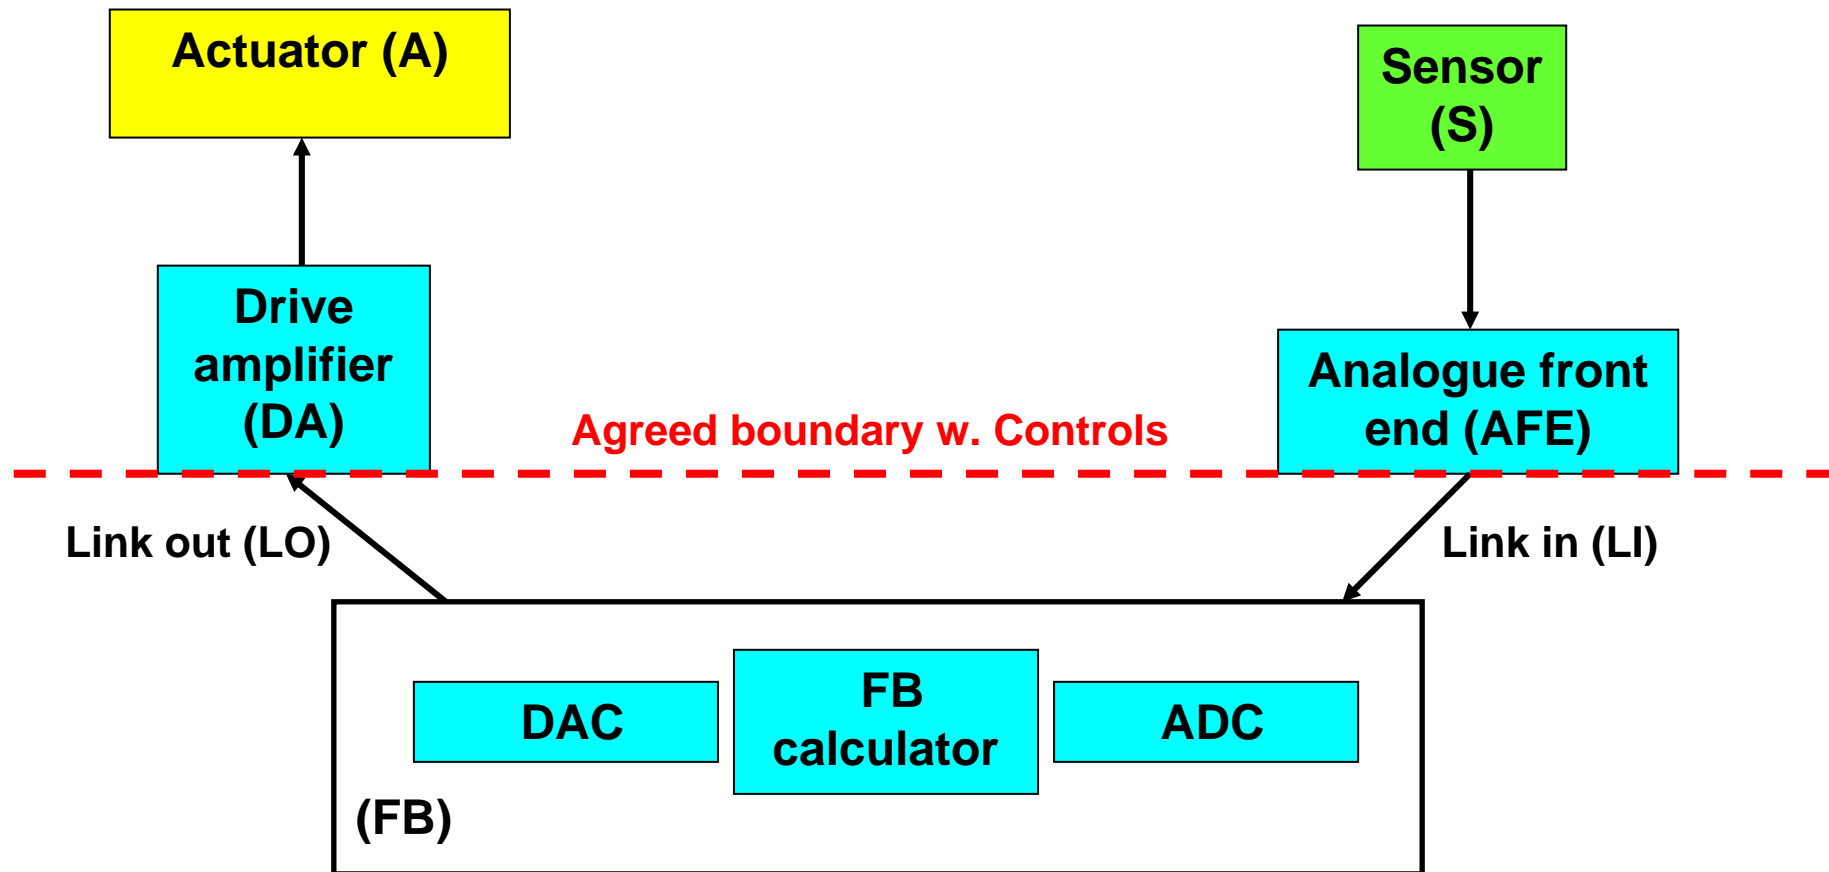 Actuator (A)
Sensor
(S)
Drive
amplifier
(DA)
Analogue front
end (AFE)
Agreed boundary w. Controls
Link out (LO)
Link in (LI)
DAC
FB
calculator
ADC
(FB)